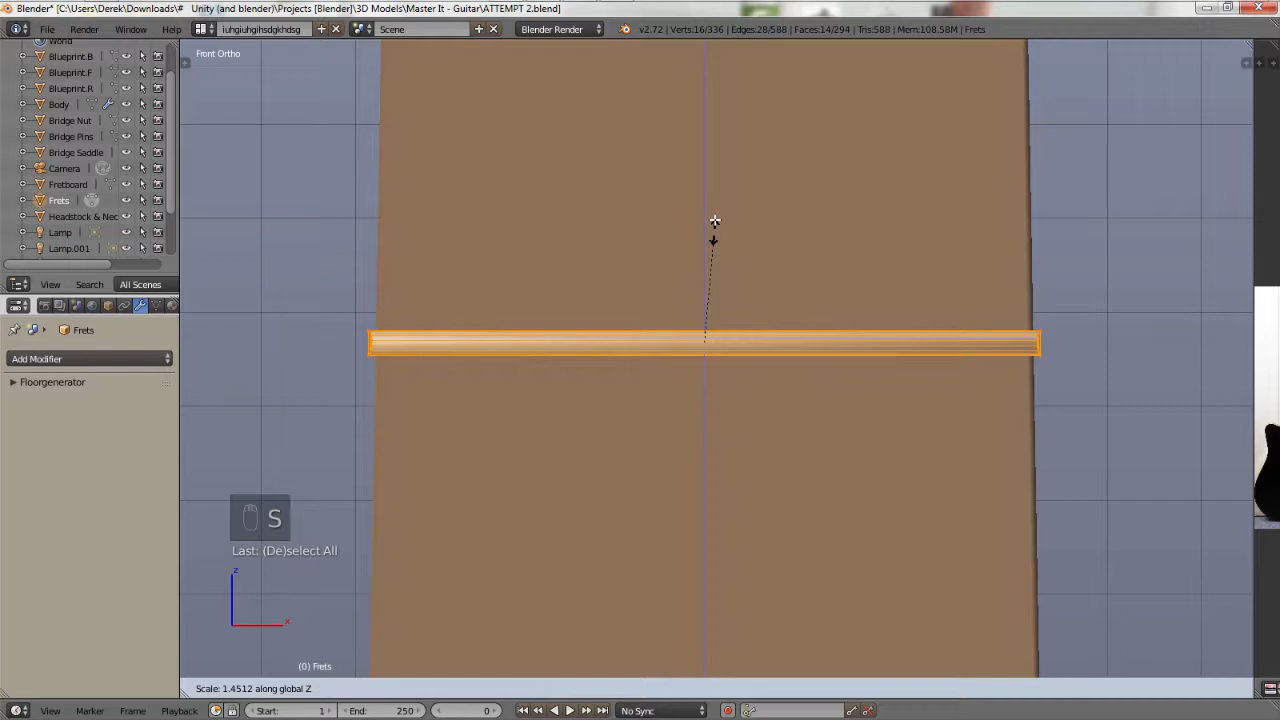 Blender* [C:\Users\Derek\Downloads\# Unity (and blender)\Projects [Blender]\3D Models\Master It - Guitar\ATTEMPT 2.blend]
File Render Window Help iuhgiuhgihsdgkhdsg Scene Blender Render v2.72 | Verts:16/336 | Edges:28/588 | Faces:14/294 | Tris:588 | Mem:108.58M | Frets
World
Blueprint.B
Blueprint.F
Blueprint.R
Body
Bridge Nut
Bridge Pins
Bridge Saddle
Camera
Fretboard
Frets
Headstock & Nec
Lamp
Lamp.001
View Search All Scenes
Frets
Add Modifier
Floorgenerator
Front Ortho
S
Last: (De)select All
z
x
(0) Frets
Scale: 1.4512 along global Z
View Marker Frame Playback Start: 1 End: 250 0 No Sync